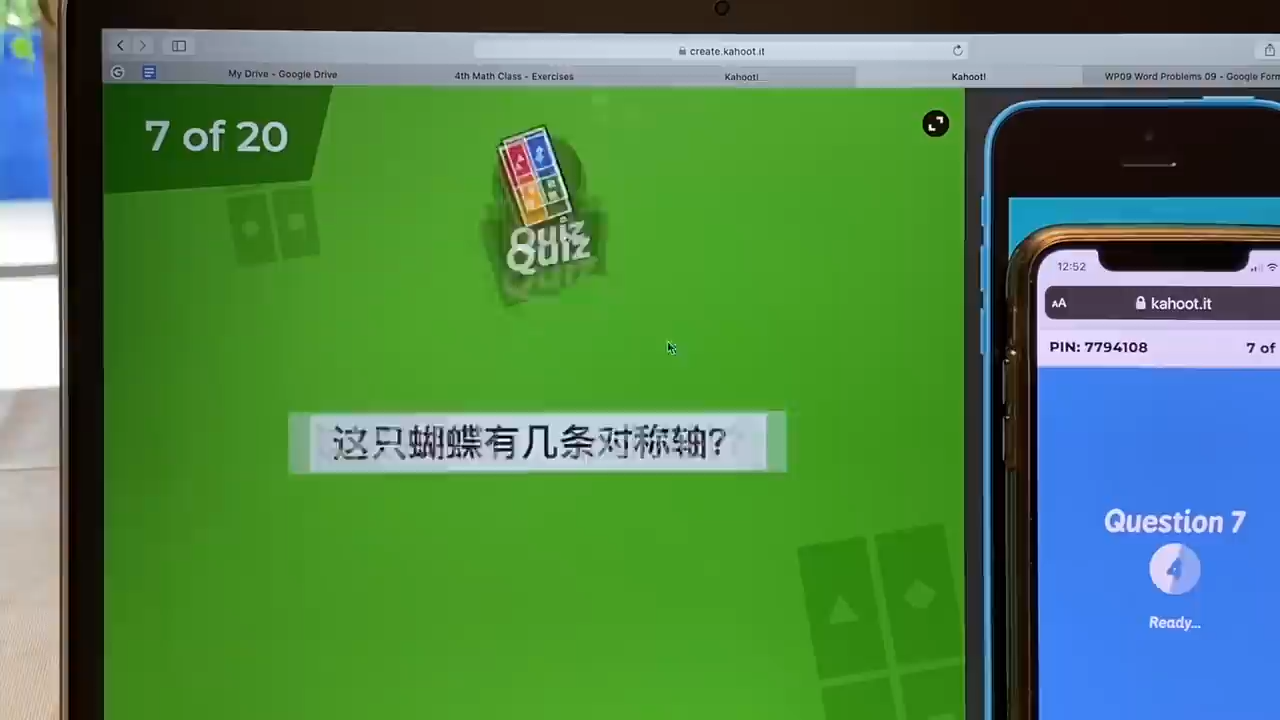 create.kahoot.it
My Drive - Google Drive
4th Math Class - Exercises
Kahoot!
Kahoot!
WP09 Word Problems 09 - Google Form
7 of 20
Quiz
这只蝴蝶有几条对称轴?
12:52
AA
kahoot.it
PIN: 7794108
7 of
Question 7
4
Ready...